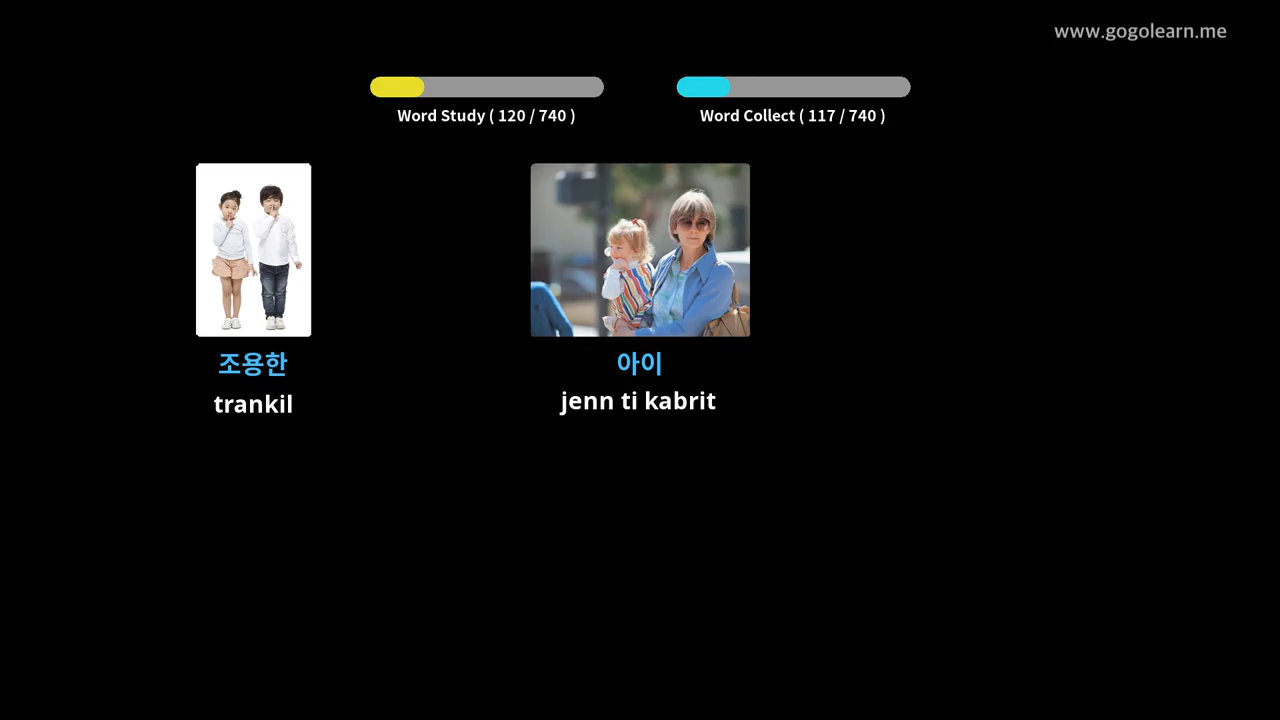 www.gogolearn.me
Word Study ( 120 / 740 )
Word Collect ( 117 / 740 )
조용한
trankil
아이
jenn ti kabrit